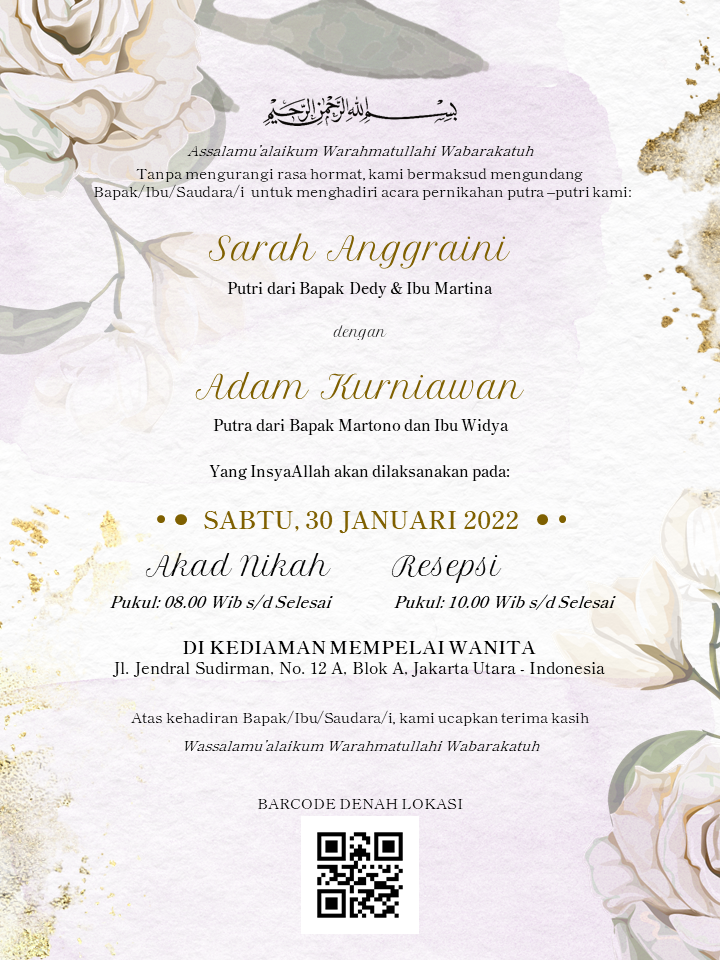 بِسْمِ اللهِ الرَّحْمٰنِ الرَّحِيْمِ
Assalamu'alaikum Warahmatullahi Wabarakatuh
Tanpa mengurangi rasa hormat, kami bermaksud mengundang
Bapak/Ibu/Saudara/i untuk menghadiri acara pernikahan putra –putri kami:
Sarah Anggraini
Putri dari Bapak Dedy & Ibu Martina
dengan
Adam Kurniawan
Putra dari Bapak Martono dan Ibu Widya
Yang InsyaAllah akan dilaksanakan pada:
•● SABTU, 30 JANUARI 2022 ●•
Akad Nikah Resepsi
Pukul: 08.00 Wib s/d Selesai Pukul: 10.00 Wib s/d Selesai
DI KEDIAMAN MEMPELAI WANITA
Jl. Jendral Sudirman, No. 12 A, Blok A, Jakarta Utara - Indonesia
Atas kehadiran Bapak/Ibu/Saudara/i, kami ucapkan terima kasih
Wassalamu'alaikum Warahmatullahi Wabarakatuh
BARCODE DENAH LOKASI